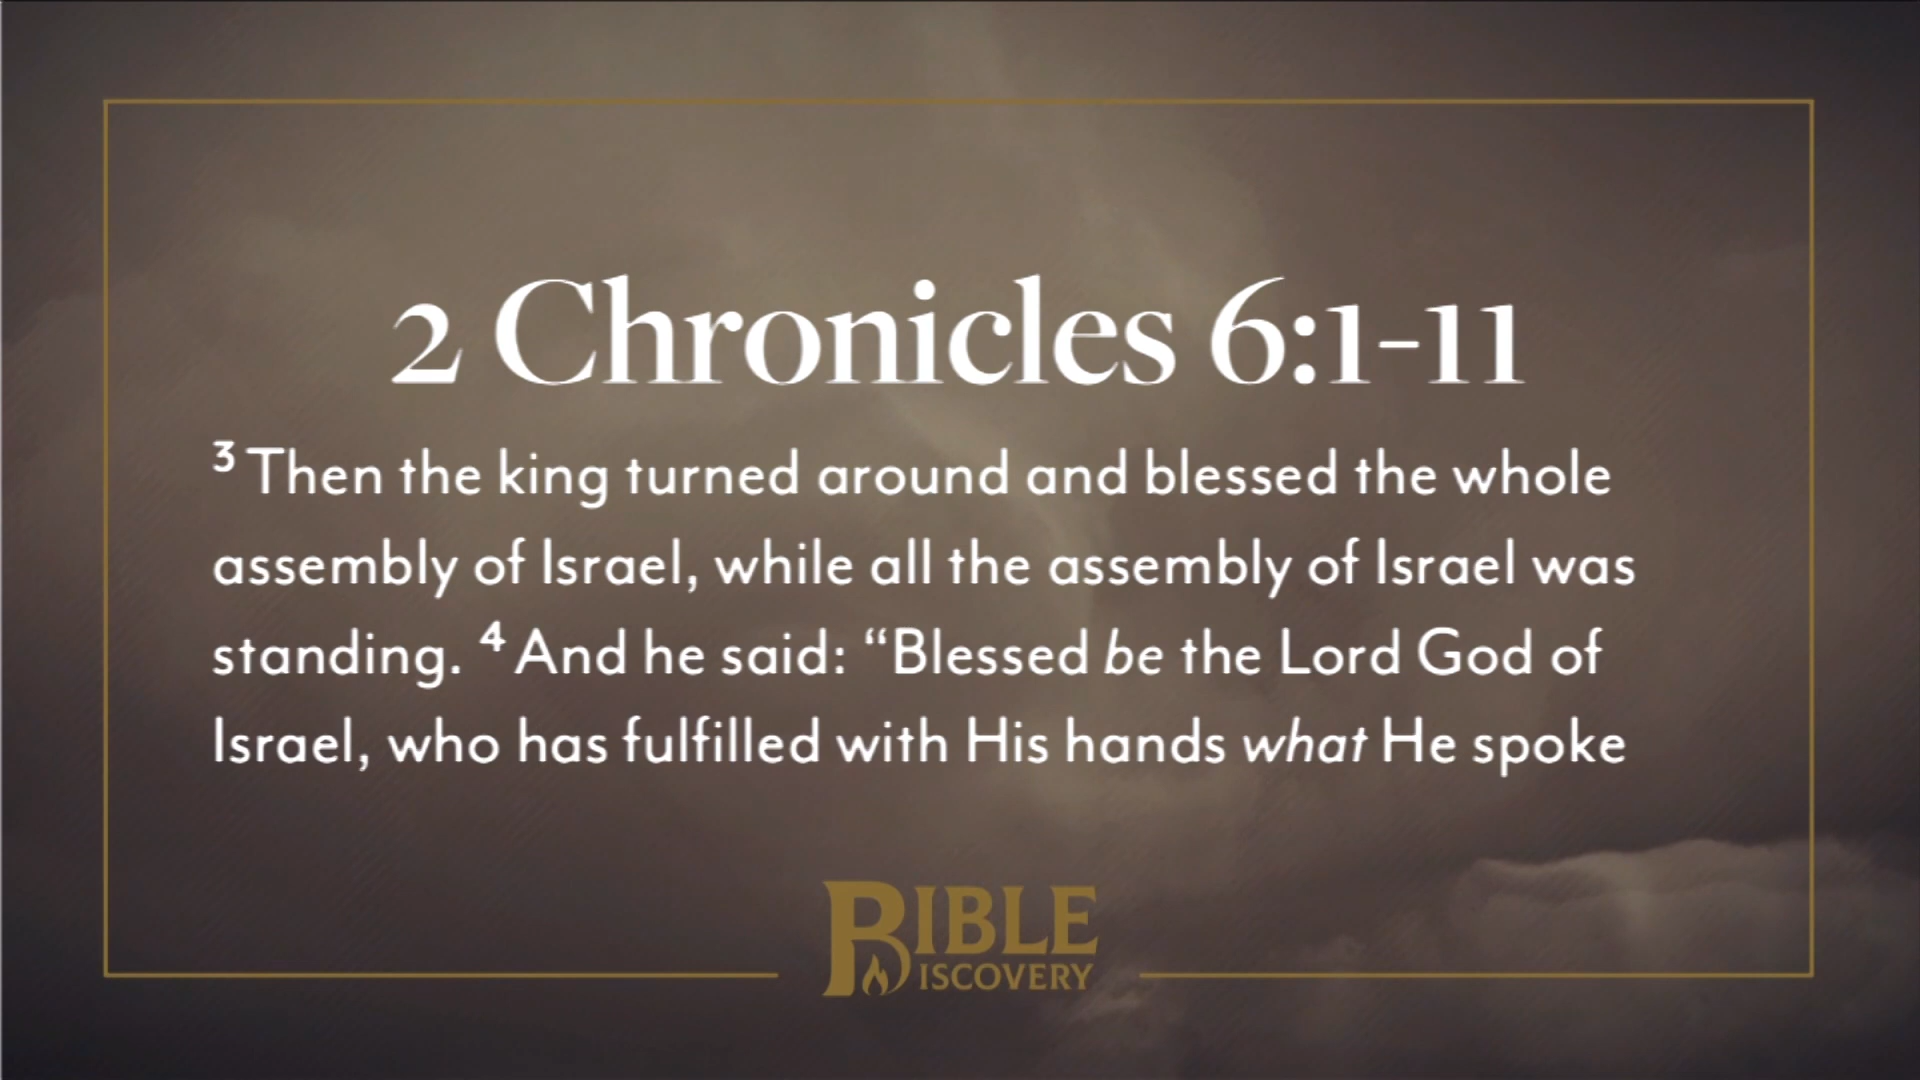 2 Chronicles 6:1-11
³ Then the king turned around and blessed the whole
assembly of Israel, while all the assembly of Israel was
standing. ⁴ And he said: “Blessed be the Lord God of
Israel, who has fulfilled with His hands what He spoke
BIBLE
DISCOVERY